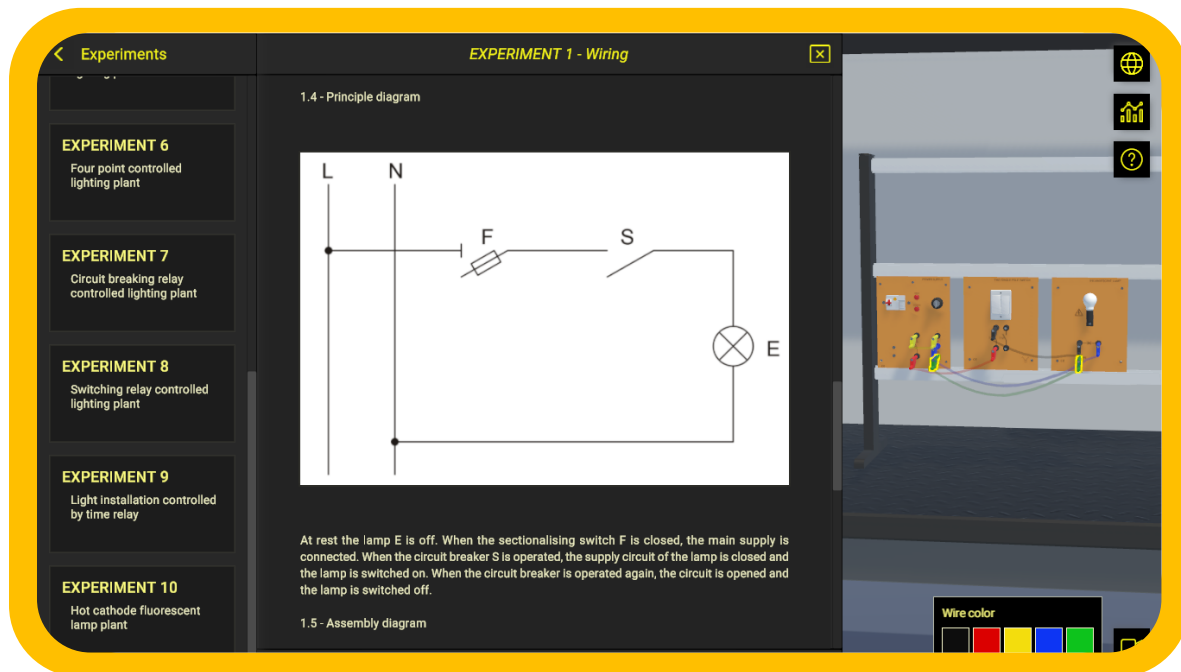 Experiments
EXPERIMENT 1 - Wiring
EXPERIMENT 6
Four point controlled
lighting plant
EXPERIMENT 7
Circuit breaking relay
controlled lighting plant
EXPERIMENT 8
Switching relay controlled
lighting plant
EXPERIMENT 9
Light installation controlled
by time relay
EXPERIMENT 10
Hot cathode fluorescent
lamp plant
1.4 - Principle diagram
L N
F S
E
At rest the lamp E is off. When the sectionalising switch F is closed, the main supply is
connected. When the circuit breaker S is operated, the supply circuit of the lamp is closed and
the lamp is switched on. When the circuit breaker is operated again, the circuit is opened and
the lamp is switched off.
1.5 - Assembly diagram
?
Wire color